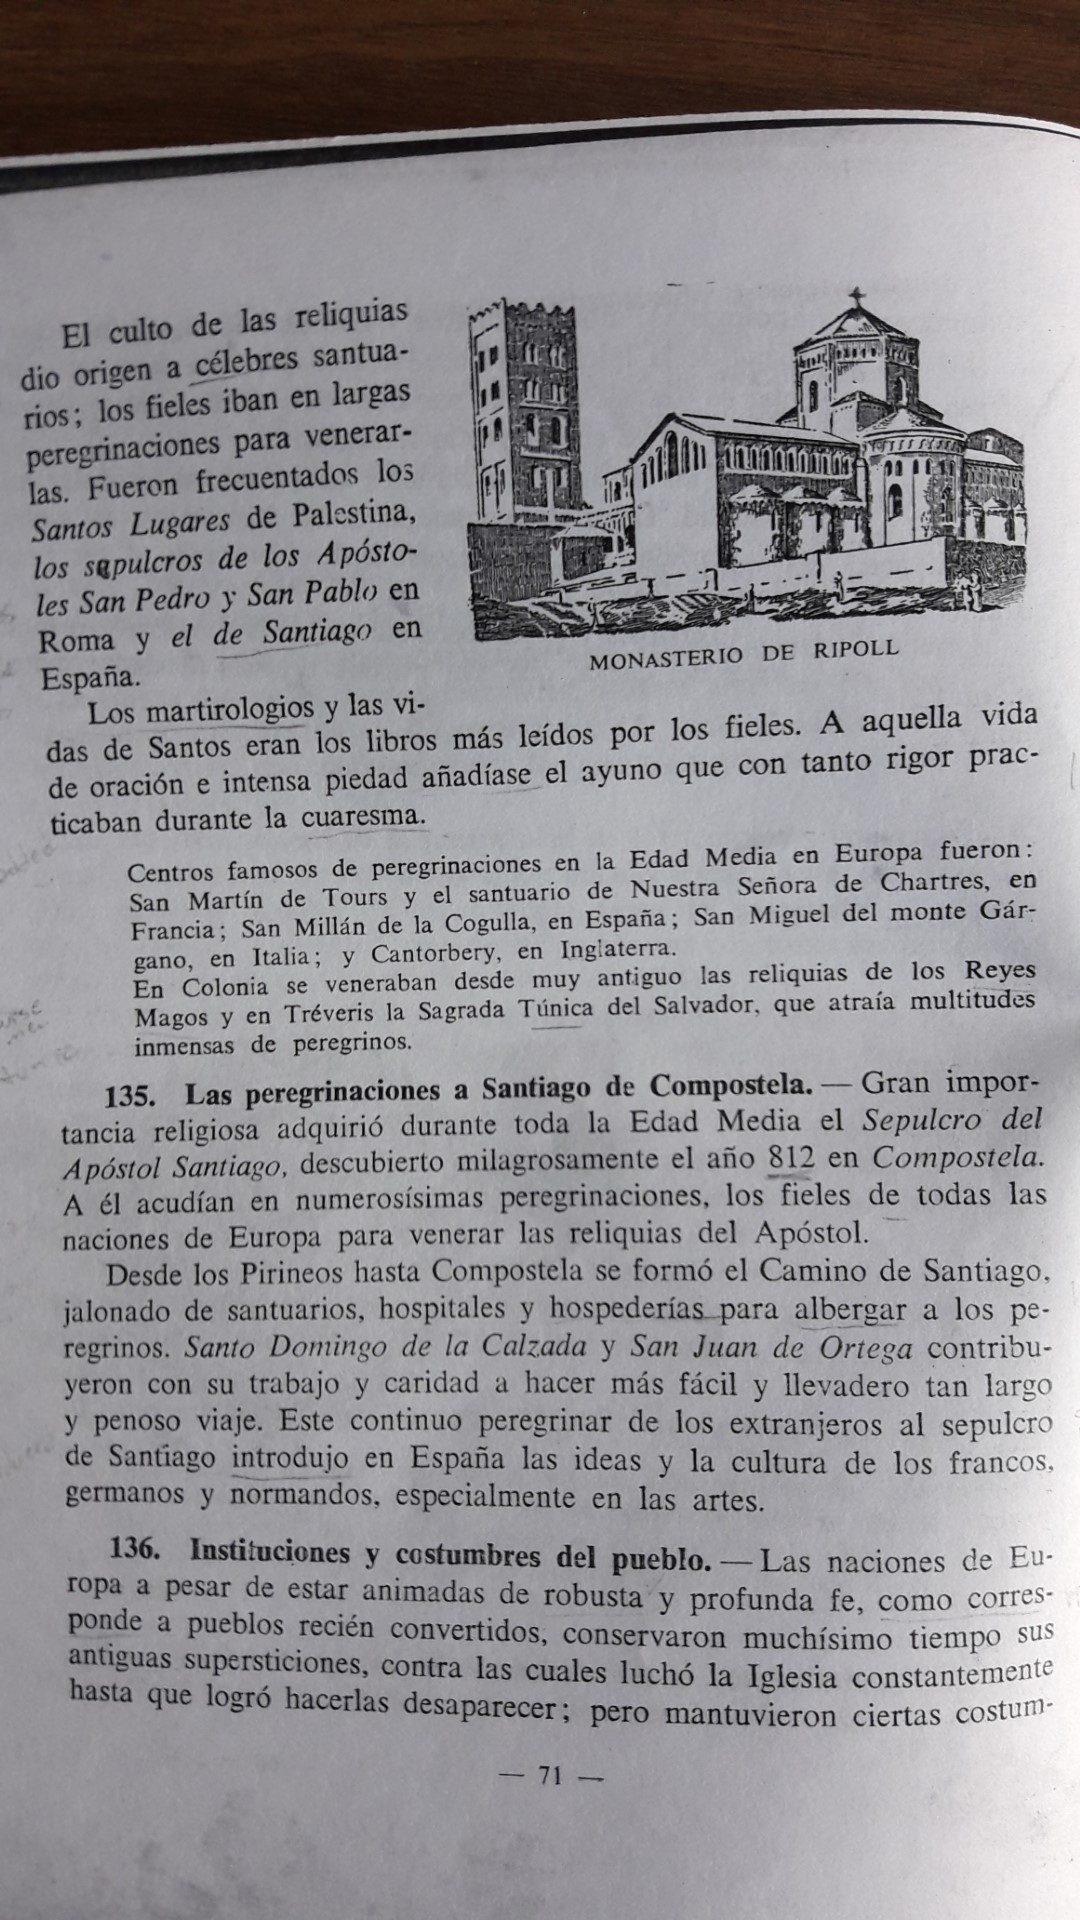 El culto de las reliquias
dio origen a célebres santua-
rios; los fieles iban en largas
peregrinaciones para venerar-
las. Fueron frecuentados los
Santos Lugares de Palestina,
los sepulcros de los Apósto-
les San Pedro y San Pablo en
Roma y el de Santiago en
España.
MONASTERIO DE RIPOLL
Los martirologios y las vi-
das de Santos eran los libros más leídos por los fieles. A aquella vida
de oración e intensa piedad añadíase el ayuno que con tanto rigor prac-
ticaban durante la cuaresma.
Centros famosos de peregrinaciones en la Edad Media en Europa fueron:
San Martín de Tours y el santuario de Nuestra Señora de Chartres, en
Francia; San Millán de la Cogulla, en España; San Miguel del monte Gár-
gano, en Italia; y Cantorbery, en Inglaterra.
En Colonia se veneraban desde muy antiguo las reliquias de los Reyes
Magos y en Tréveris la Sagrada Túnica del Salvador, que atraía multitudes
inmensas de peregrinos.
135. Las peregrinaciones a Santiago de Compostela. — Gran impor-
tancia religiosa adquirió durante toda la Edad Media el Sepulcro del
Apóstol Santiago, descubierto milagrosamente el año 812 en Compostela.
A él acudían en numerosísimas peregrinaciones, los fieles de todas las
naciones de Europa para venerar las reliquias del Apóstol.
Desde los Pirineos hasta Compostela se formó el Camino de Santiago,
jalonado de santuarios, hospitales y hospederías para albergar a los pe-
regrinos. Santo Domingo de la Calzada y San Juan de Ortega contribu-
yeron con su trabajo y caridad a hacer más fácil y llevadero tan largo
y penoso viaje. Este continuo peregrinar de los extranjeros al sepulcro
de Santiago introdujo en España las ideas y la cultura de los francos,
germanos y normandos, especialmente en las artes.
136. Instituciones y costumbres del pueblo. — Las naciones de Eu-
ropa a pesar de estar animadas de robusta y profunda fe, como corres-
ponde a pueblos recién convertidos, conservaron muchísimo tiempo sus
antiguas supersticiones, contra las cuales luchó la Iglesia constantemente
hasta que logró hacerlas desaparecer; pero mantuvieron ciertas costum-
— 71 —